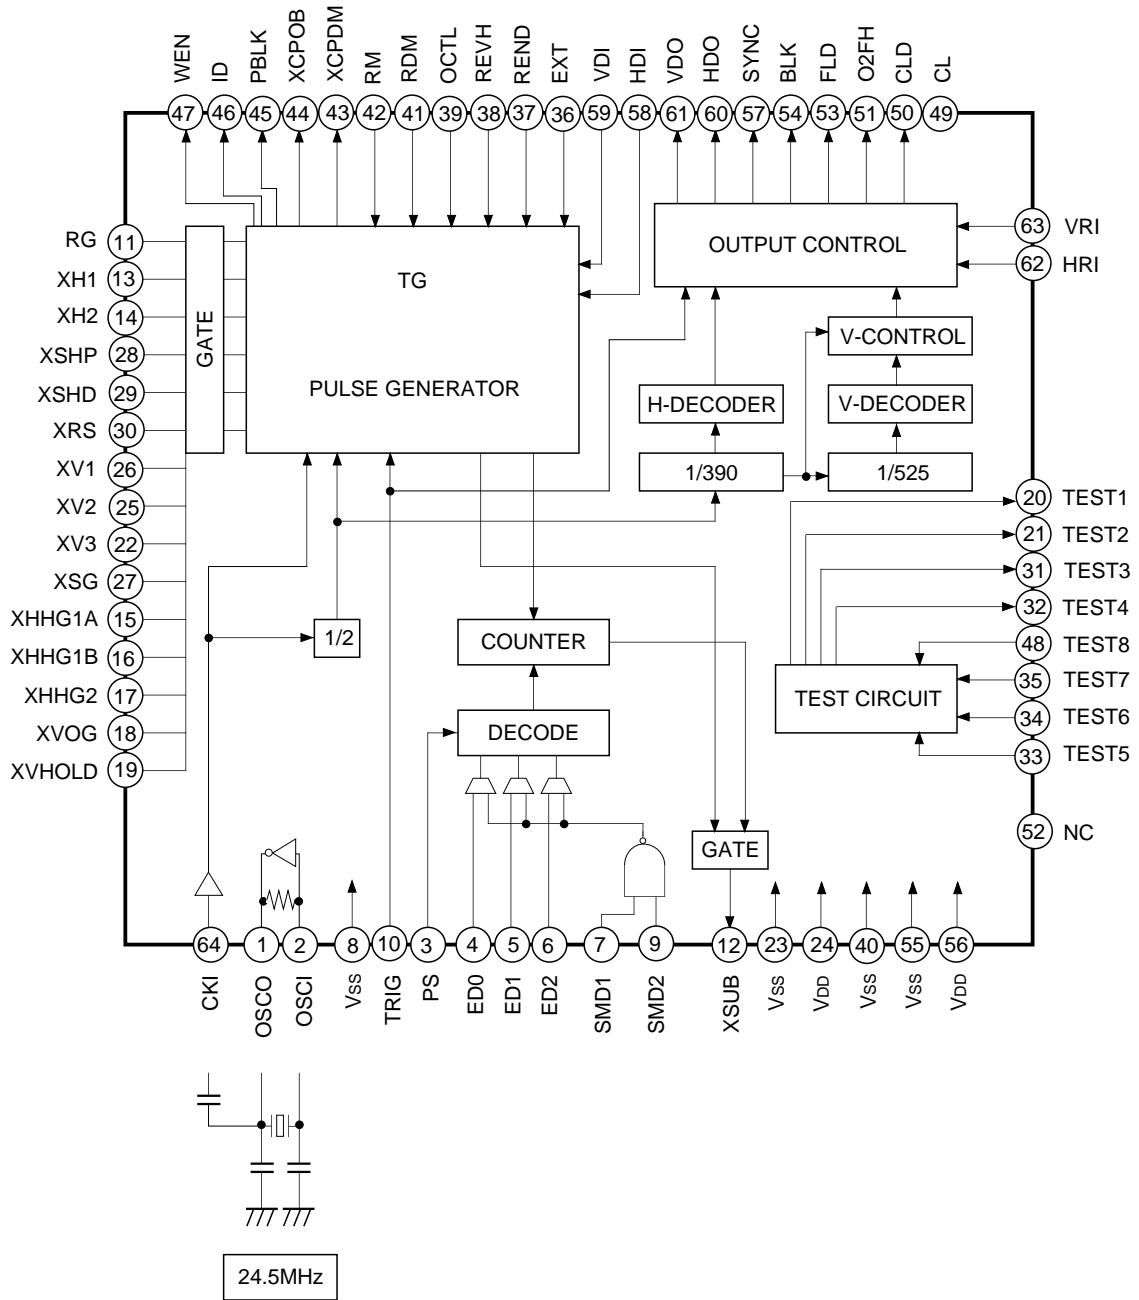 WEN ID PBLK XCPOB XCPDM RM RDM OCTL REVH REND EXT VDI HDI VDO HDO SYNC BLK FLD O2FH CLD CL
47 46 45 44 43 42 41 39 38 37 36 59 58 61 60 57 54 53 51 50 49
RG 11
XH1 13
XH2 14
XSHP 28
XSHD 29
XRS 30
XV1 26
XV2 25
XV3 22
XSG 27
XHHG1A 15
XHHG1B 16
XHHG2 17
XVOG 18
XVHOLD 19
GATE
TG
PULSE GENERATOR
OUTPUT CONTROL
63 VRI
62 HRI
V-CONTROL
H-DECODER
V-DECODER
1/390
1/525
20 TEST1
21 TEST2
31 TEST3
32 TEST4
48 TEST8
35 TEST7
34 TEST6
33 TEST5
TEST CIRCUIT
52 NC
1/2
COUNTER
DECODE
GATE
64 1 2 8 10 3 4 5 6 7 9 12 23 24 40 55 56
CKI OSCO OSCI VSS TRIG PS ED0 ED1 ED2 SMD1 SMD2 XSUB VSS VDD VSS VSS VDD
24.5MHz